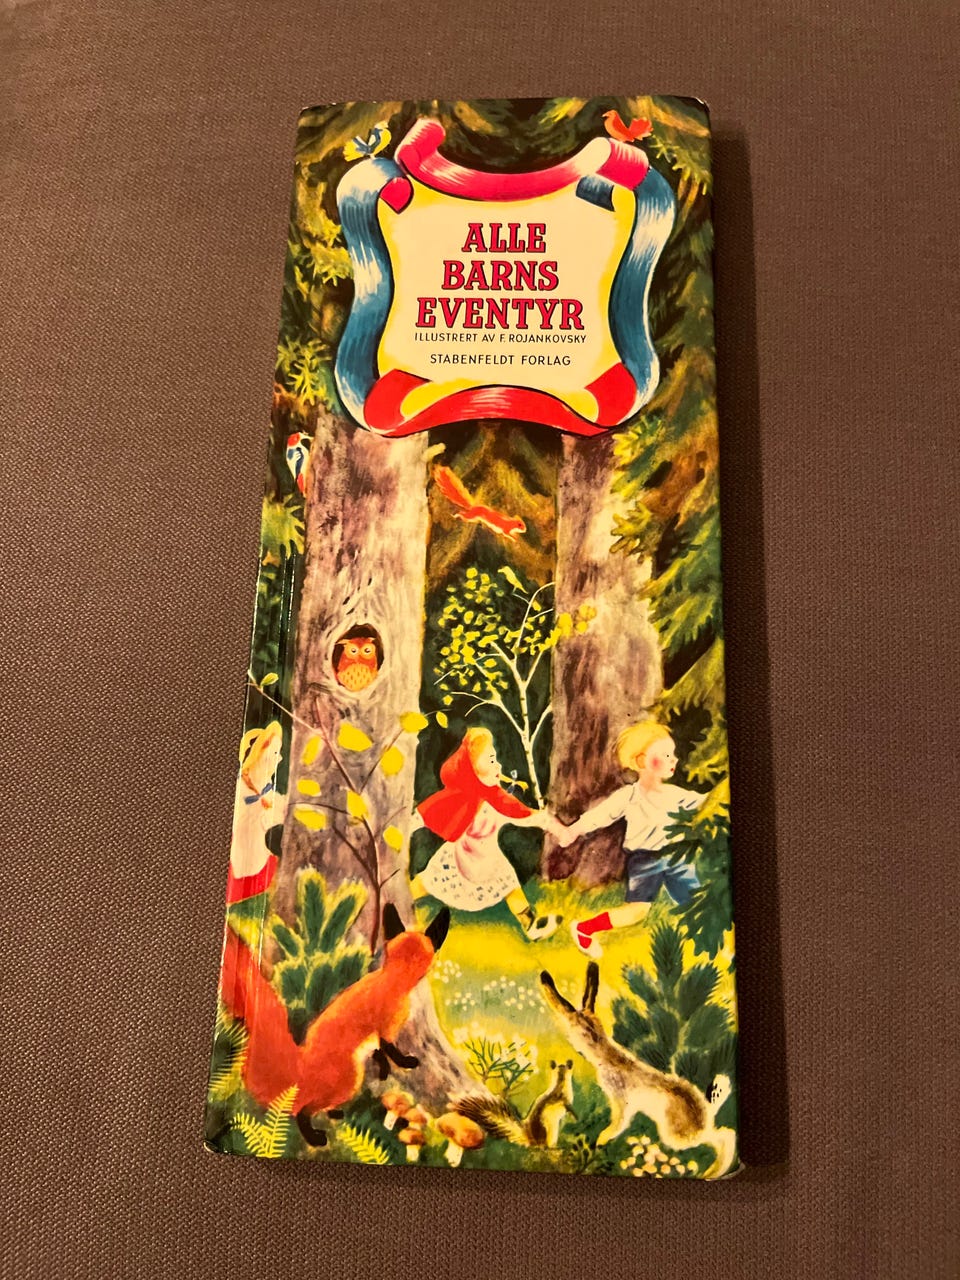 ALLE
BARNS
EVENTYR
ILLUSTRERT AV F. ROJANKOVSKY
STABENFELDT FORLAG